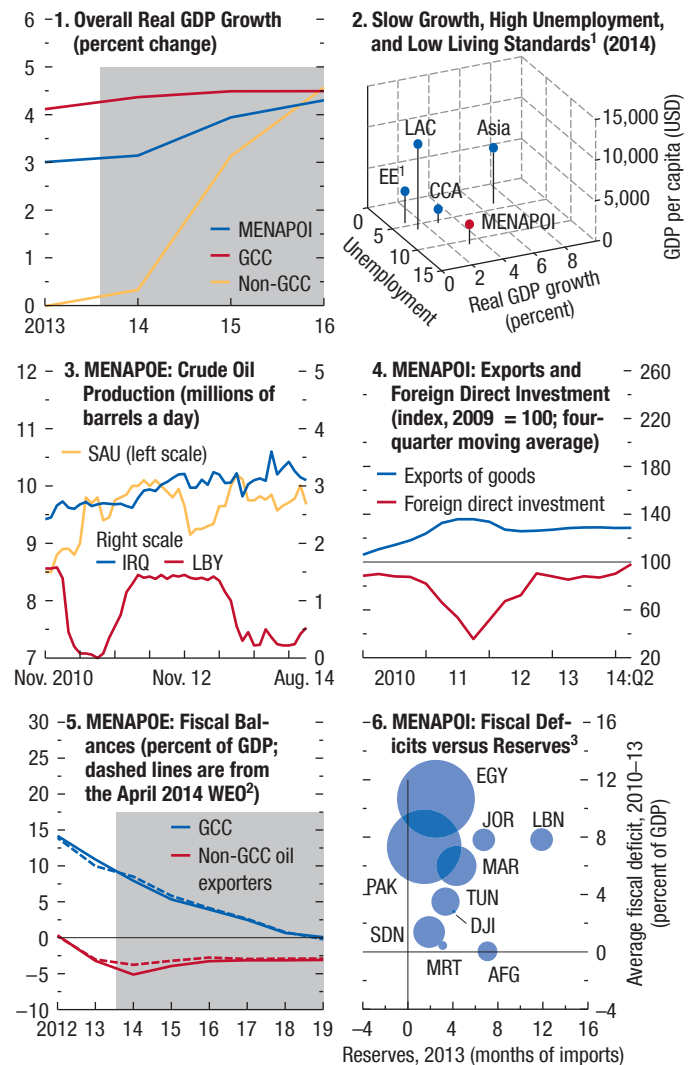 1. Overall Real GDP Growth
(percent change)
6
5
4
3
2
1
0
MENAPOI
GCC
Non-GCC
2013
14
15
16
2. Slow Growth, High Unemployment,
and Low Living Standards¹ (2014)
LAC
Asia
EE¹
CCA
MENAPOI
15,000
10,000
5,000
0
GDP per capita (USD)
0
5
10
15
Unemployment
0
2
4
6
8
Real GDP growth
(percent)
3. MENAPOE: Crude Oil
Production (millions of
barrels a day)
12
11
10
9
8
7
5
4
3
2
1
0
SAU (left scale)
Right scale
IRQ
LBY
Nov. 2010
Nov. 12
Aug. 14
4. MENAPOI: Exports and
Foreign Direct Investment
(index, 2009 = 100; four-
quarter moving average)
Exports of goods
Foreign direct investment
260
220
180
140
100
60
20
2010
11
12
13
14:Q2
5. MENAPOE: Fiscal Bal-
ances (percent of GDP;
dashed lines are from
the April 2014 WEO²)
30
25
20
15
10
5
0
−5
−10
GCC
Non-GCC oil
exporters
2012
13
14
15
16
17
18
19
6. MENAPOI: Fiscal Def-
icits versus Reserves³
EGY
JOR
LBN
MAR
PAK
TUN
DJI
SDN
MRT
AFG
16
12
8
4
0
−4
Average fiscal deficit, 2010–13
(percent of GDP)
−4
0
4
8
12
16
Reserves, 2013 (months of imports)